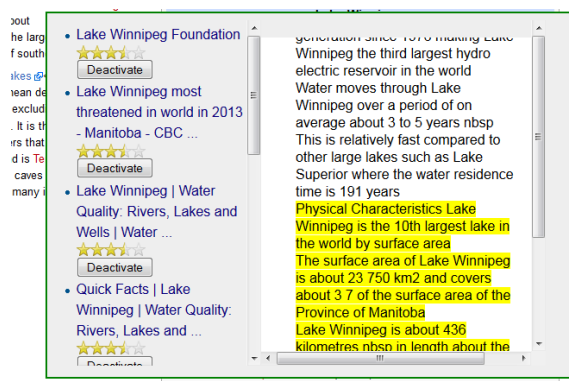 Lake Winnipeg Foundation
Deactivate
Lake Winnipeg most
threatened in world in 2013
- Manitoba - CBC ...
Deactivate
Lake Winnipeg | Water
Quality: Rivers, Lakes and
Wells | Water ...
Deactivate
Quick Facts | Lake
Winnipeg | Water Quality:
Rivers, Lakes and ...
Deactivate
generation since 1976 making Lake
Winnipeg the third largest hydro
electric reservoir in the world
Water moves through Lake
Winnipeg over a period of on
average about 3 to 5 years nbsp
This is relatively fast compared to
other large lakes such as Lake
Superior where the water residence
time is 191 years
Physical Characteristics Lake
Winnipeg is the 10th largest lake in
the world by surface area
The surface area of Lake Winnipeg
is about 23 750 km2 and covers
about 3 7 of the surface area of the
Province of Manitoba
Lake Winnipeg is about 436
kilometres nbsp in length about the